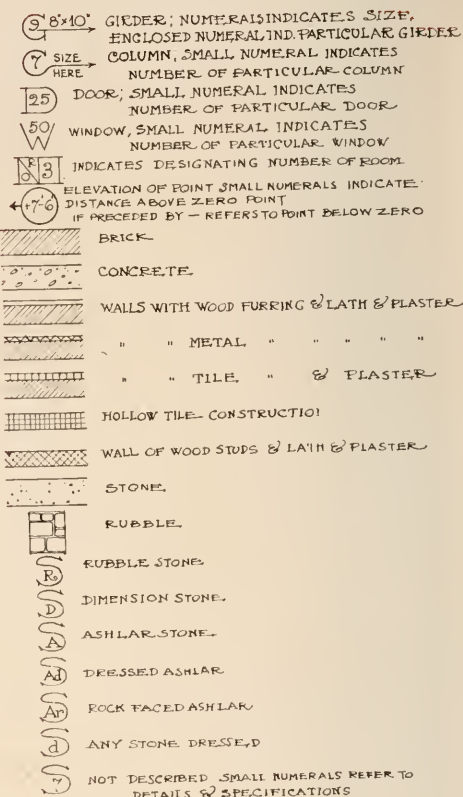 9 8"x10" GIRDER; NUMERALS INDICATES SIZE,
ENCLOSED NUMERAL IND. PARTICULAR GIRDER
7 SIZE HERE COLUMN, SMALL NUMERAL INDICATES
NUMBER OF PARTICULAR COLUMN
25 DOOR; SMALL NUMERAL INDICATES
NUMBER OF PARTICULAR DOOR
50 W WINDOW, SMALL NUMERAL INDICATES
NUMBER OF PARTICULAR WINDOW
NRO 3 INDICATES DESIGNATING NUMBER OF ROOM
ELEVATION OF POINT SMALL NUMERALS INDICATE
+7'-6" DISTANCE ABOVE ZERO POINT
IF PRECEDED BY — REFERS TO POINT BELOW ZERO
BRICK
CONCRETE
WALLS WITH WOOD FURRING & LATH & PLASTER
" " METAL " " " "
" " TILE " & PLASTER
HOLLOW TILE CONSTRUCTIO
WALL OF WOOD STUDS & LATH & PLASTER
STONE
RUBBLE
R RUBBLE STONE
D DIMENSION STONE
A ASHLAR STONE
Ad DRESSED ASHLAR
Ar ROCK FACED ASHLAR
d ANY STONE DRESSED
7 NOT DESCRIBED SMALL NUMERALS REFER TO
DETAILS & SPECIFICATIONS